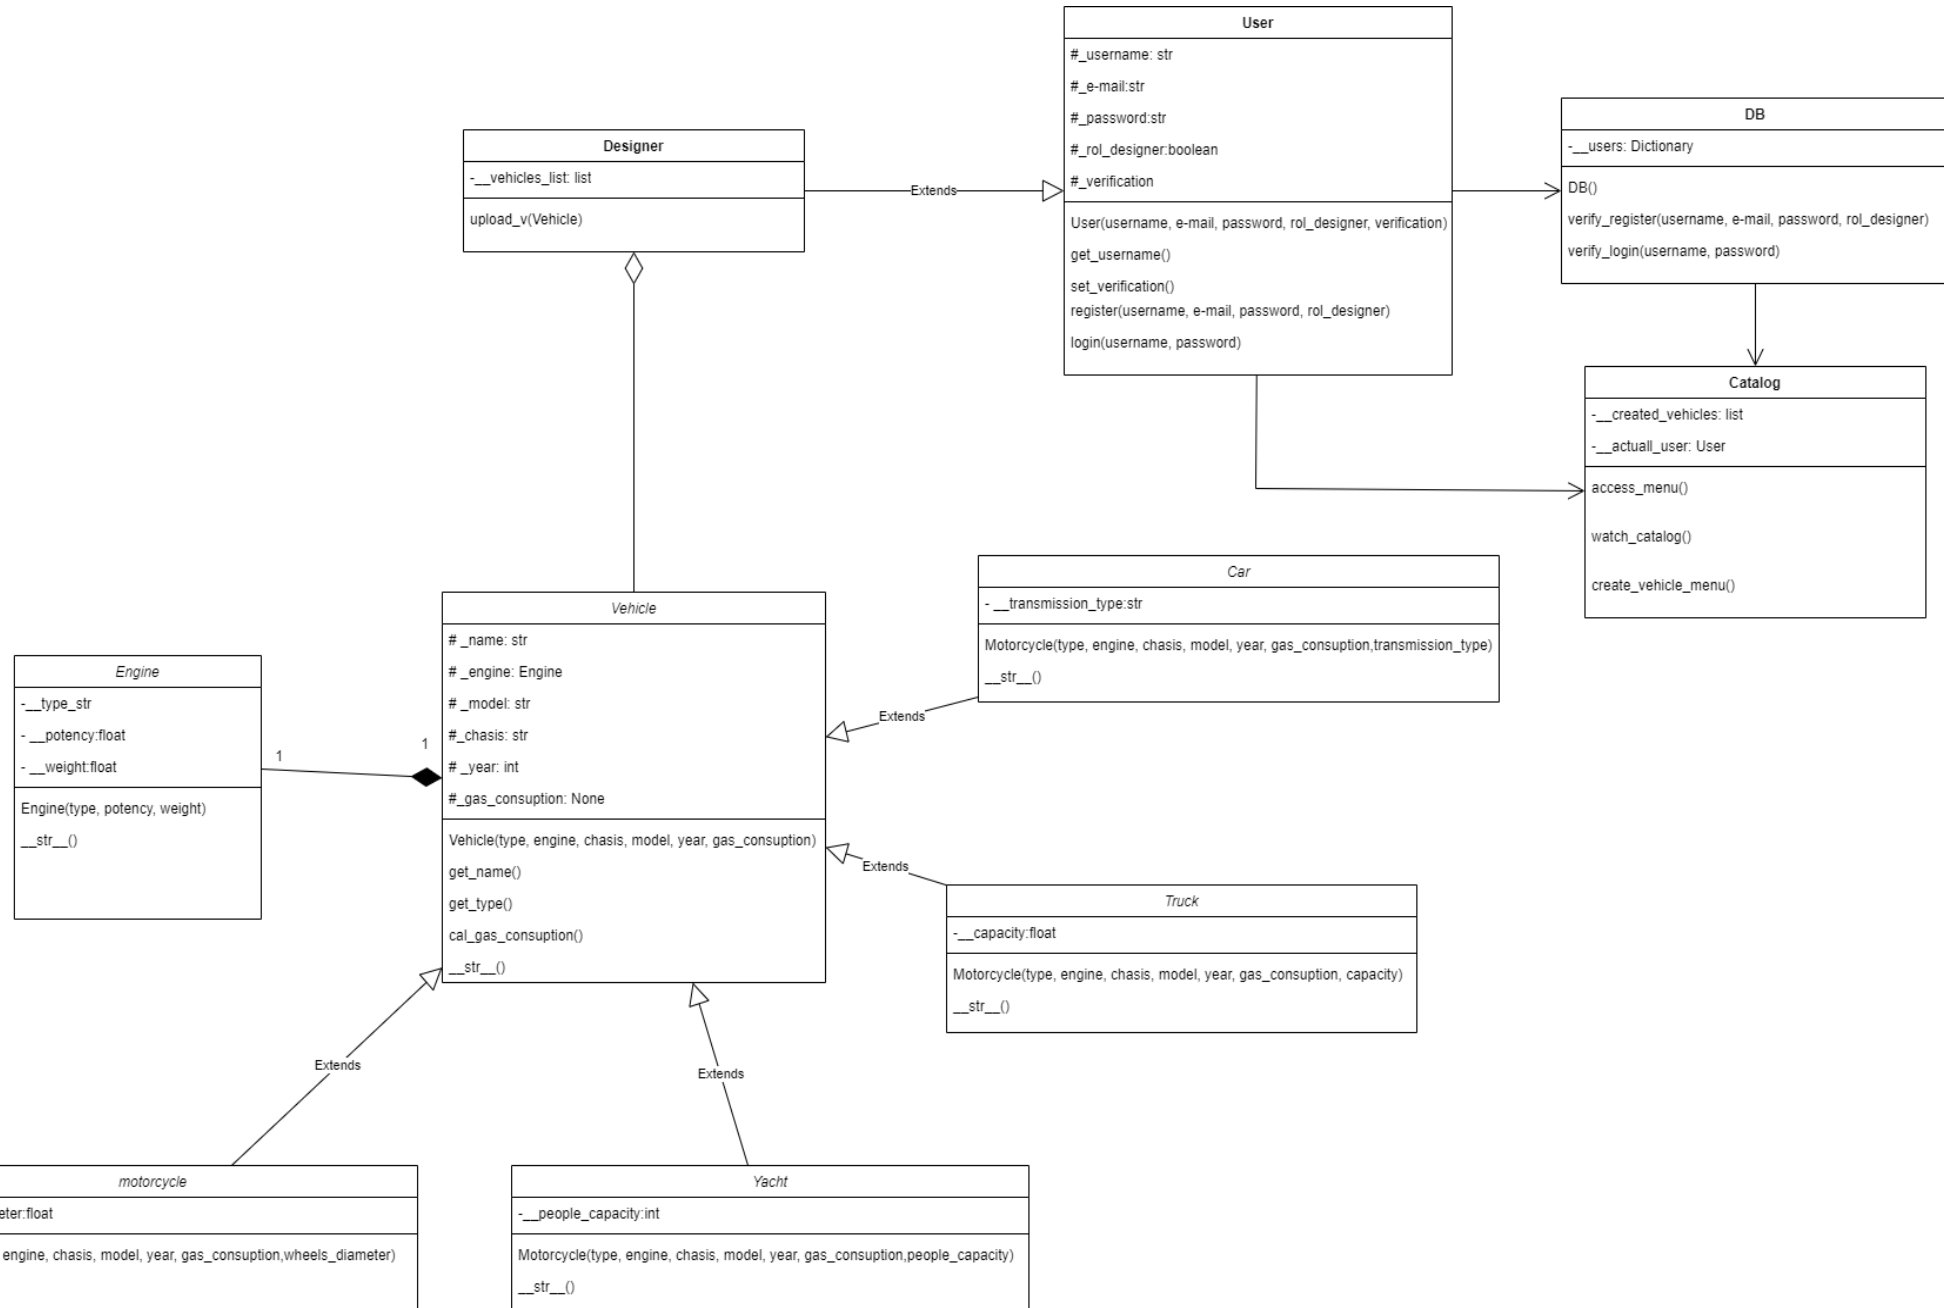 User
#_username: str
#_e-mail:str
#_password:str
#_rol_designer:boolean
#_verification
User(username, e-mail, password, rol_designer, verification)
get_username()
set_verification()
register(username, e-mail, password, rol_designer)
login(username, password)
DB
-__users: Dictionary
DB()
verify_register(username, e-mail, password, rol_designer)
verify_login(username, password)
Designer
-__vehicles_list: list
upload_v(Vehicle)
Extends
Catalog
-__created_vehicles: list
-__actuall_user: User
access_menu()
watch_catalog()
create_vehicle_menu()
Car
- __transmission_type:str
Motorcycle(type, engine, chasis, model, year, gas_consuption,transmission_type)
__str__()
Extends
Vehicle
# _name: str
# _engine: Engine
# _model: str
#_chasis: str
# _year: int
#_gas_consuption: None
Vehicle(type, engine, chasis, model, year, gas_consuption)
get_name()
get_type()
cal_gas_consuption()
__str__()
Engine
-__type_str
- __potency:float
- __weight:float
Engine(type, potency, weight)
__str__()
1
1
Extends
Truck
-__capacity:float
Motorcycle(type, engine, chasis, model, year, gas_consuption, capacity)
__str__()
Extends
Extends
motorcycle
eter:float
engine, chasis, model, year, gas_consuption,wheels_diameter)
Yacht
-__people_capacity:int
Motorcycle(type, engine, chasis, model, year, gas_consuption,people_capacity)
__str__()